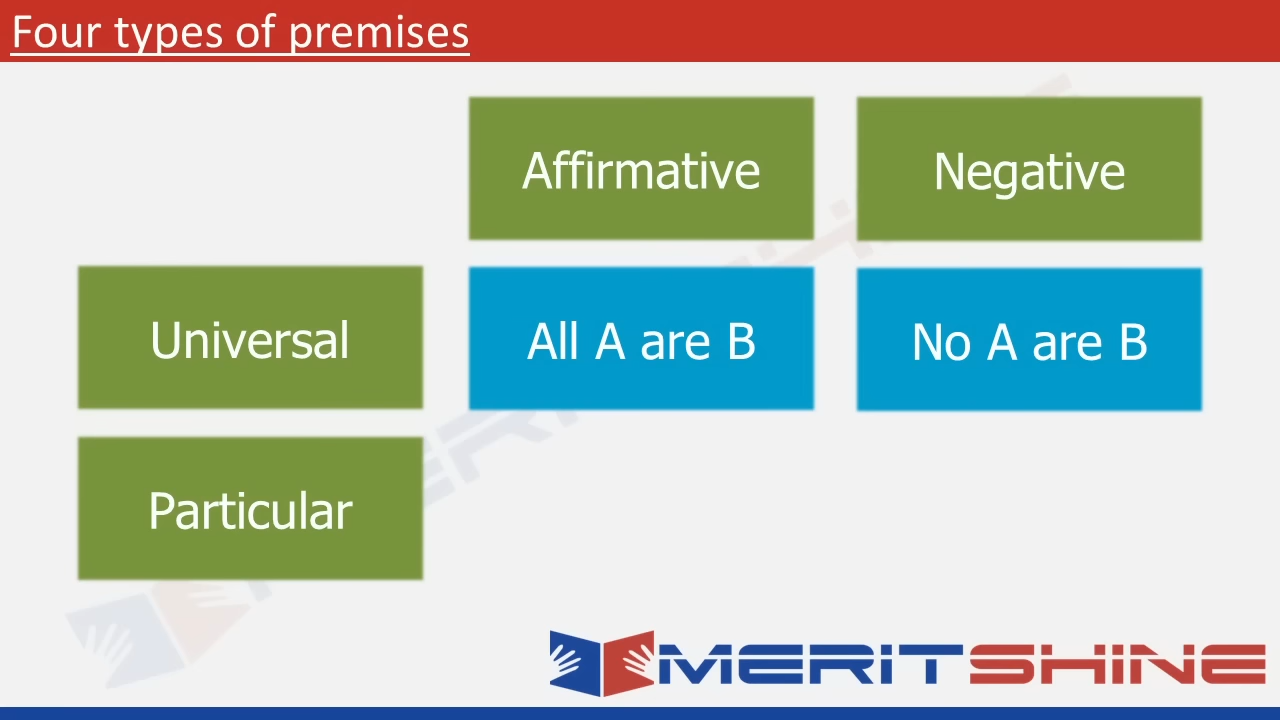 Four types of premises
Affirmative
Negative
Universal
All A are B
No A are B
Particular
MERITSHINE